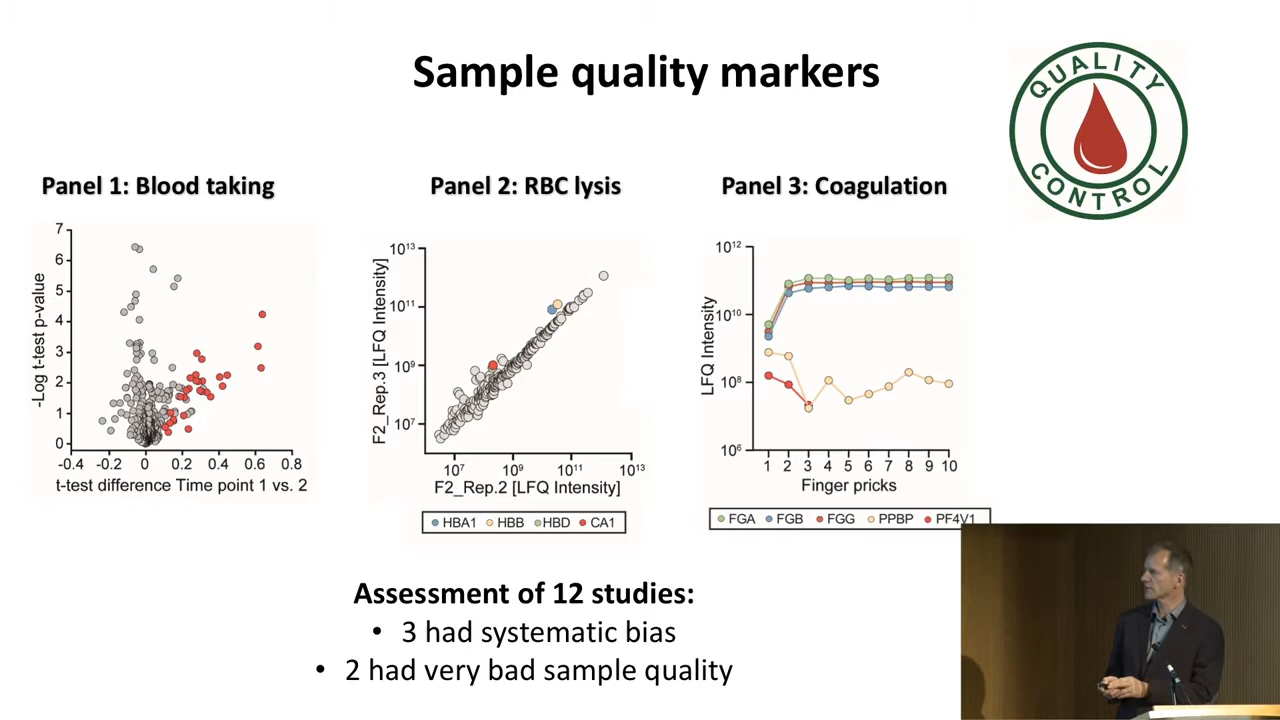 Sample quality markers
QUALITY
CONTROL
Panel 1: Blood taking
7
6
5
4
3
2
1
0
-Log t-test p-value
-0.4
-0.2
0
0.2
0.4
0.6
0.8
t-test difference Time point 1 vs. 2
Panel 2: RBC lysis
10¹³
10¹¹
10⁹
10⁷
F2_Rep.3 [LFQ Intensity]
10⁷
10⁹
10¹¹
10¹³
F2_Rep.2 [LFQ Intensity]
HBA1 HBB HBD CA1
Panel 3: Coagulation
10¹²
10¹⁰
10⁸
10⁶
LFQ Intensity
1 2 3 4 5 6 7 8 9 10
Finger pricks
FGA FGB FGG PPBP PF4V1
Assessment of 12 studies:
• 3 had systematic bias
• 2 had very bad sample quality